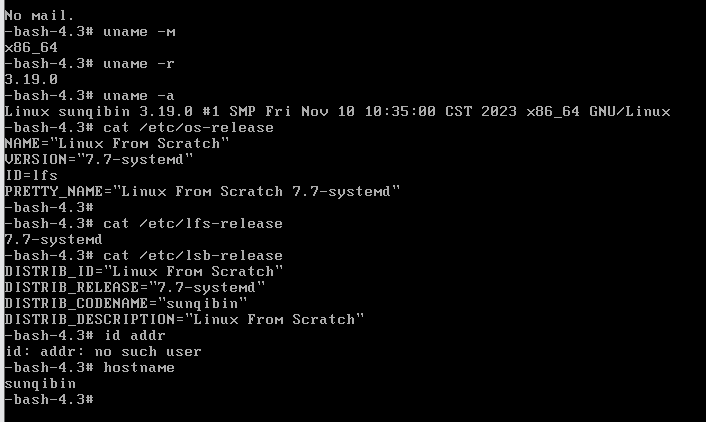 No mail.
-bash-4.3# uname -m
x86_64
-bash-4.3# uname -r
3.19.0
-bash-4.3# uname -a
Linux sunqibin 3.19.0 #1 SMP Fri Nov 10 10:35:00 CST 2023 x86_64 GNU/Linux
-bash-4.3# cat /etc/os-release
NAME="Linux From Scratch"
VERSION="7.7-systemd"
ID=lfs
PRETTY_NAME="Linux From Scratch 7.7-systemd"
-bash-4.3#
-bash-4.3# cat /etc/lfs-release
7.7-systemd
-bash-4.3# cat /etc/lsb-release
DISTRIB_ID="Linux From Scratch"
DISTRIB_RELEASE="7.7-systemd"
DISTRIB_CODENAME="sunqibin"
DISTRIB_DESCRIPTION="Linux From Scratch"
-bash-4.3# id addr
id: addr: no such user
-bash-4.3# hostname
sunqibin
-bash-4.3#